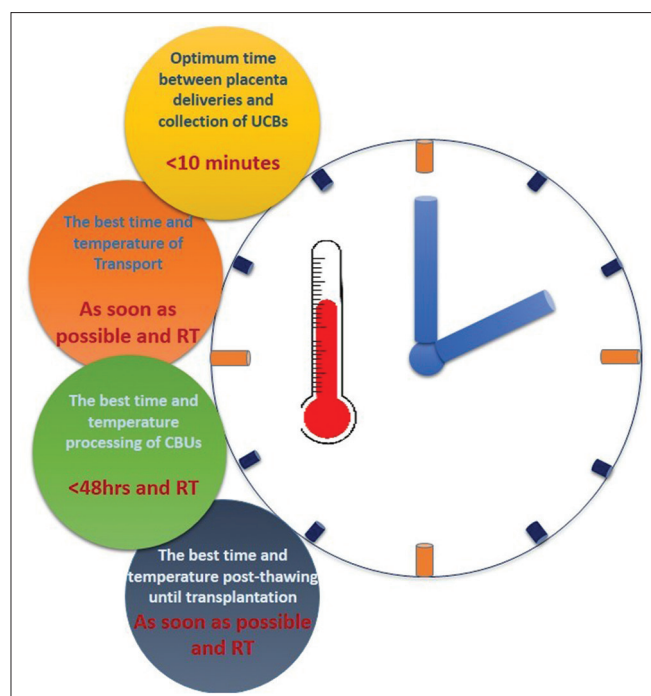 Optimum time
between placenta
deliveries and
collection of UCBs
<10 minutes
The best time and
temperature of
Transport
As soon as
possible and RT
The best time and
temperature
processing of CBUs
<48hrs and RT
The best time and
temperature post-thawing
until transplantation
As soon as possible
and RT